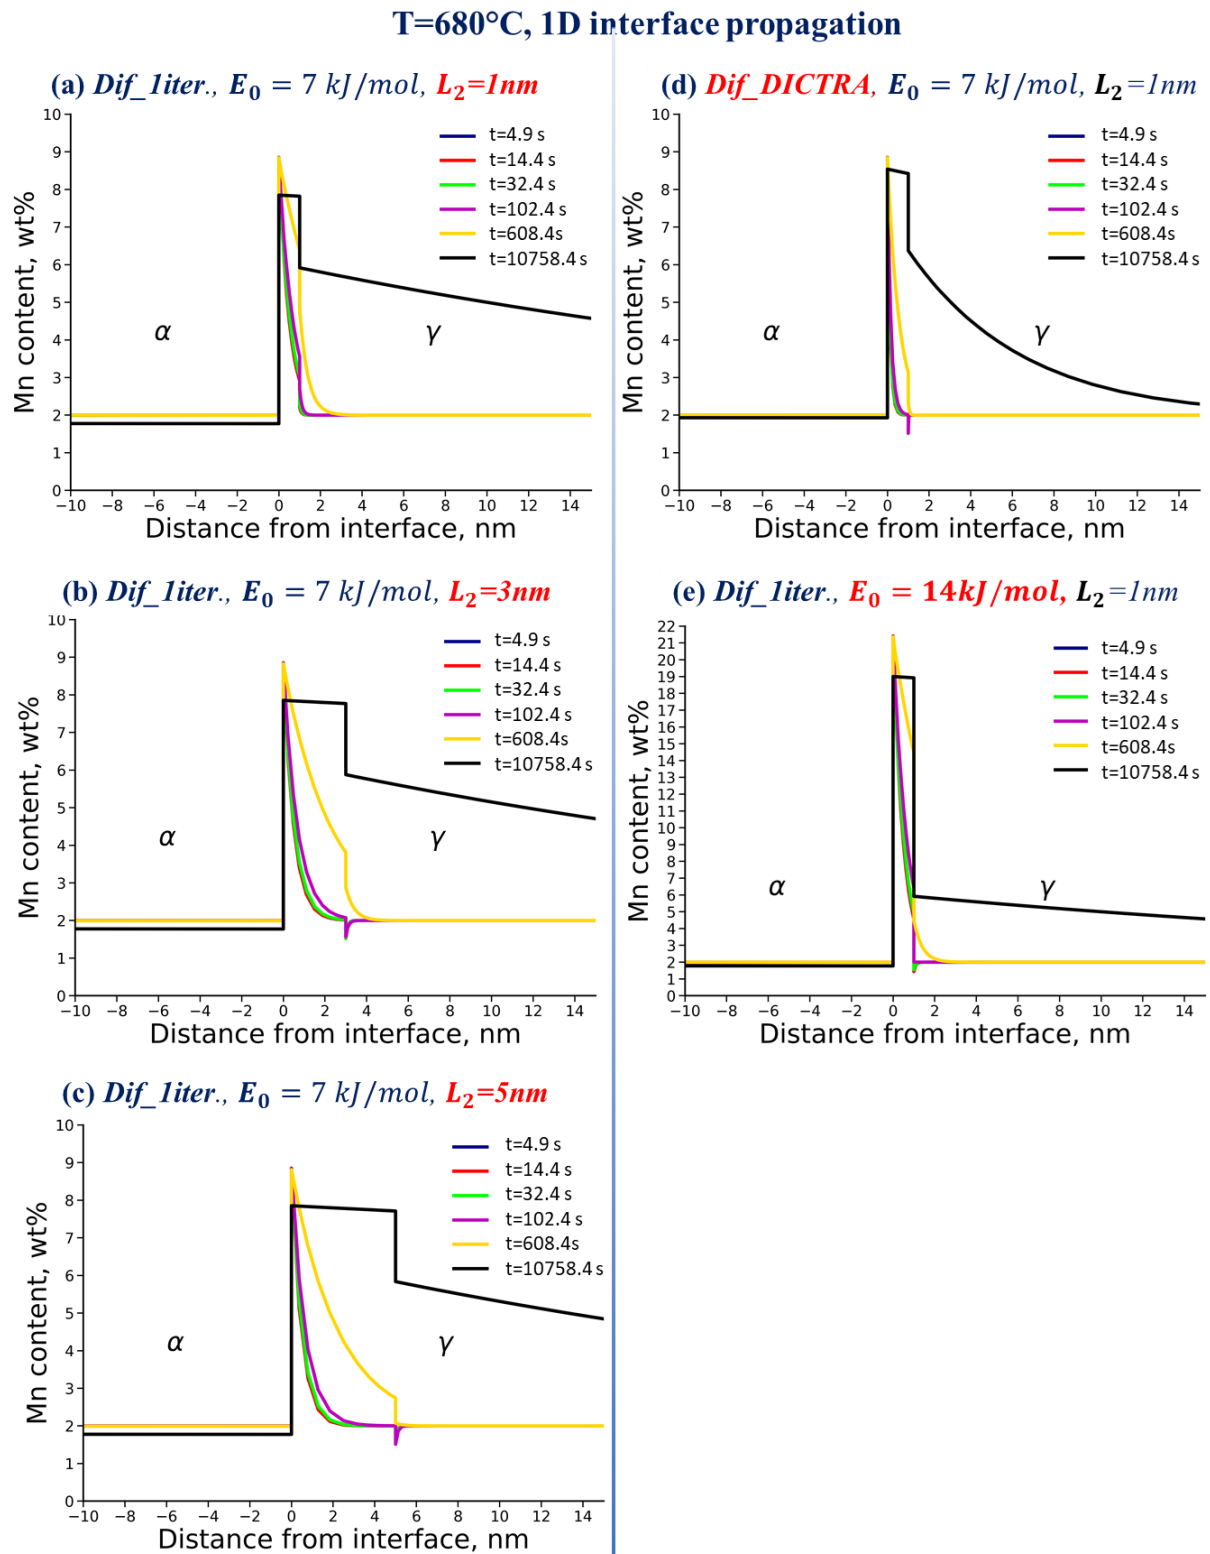 T=680°C, 1D interface propagation
(a) Dif_1iter., E₀ = 7 kJ/mol, L₂=1nm
10
9
8
7
6
5
4
3
2
1
0
Mn content, wt%
t=4.9 s
t=14.4 s
t=32.4 s
t=102.4 s
t=608.4s
t=10758.4 s
α
γ
−10 −8 −6 −4 −2 0 2 4 6 8 10 12 14
Distance from interface, nm
(b) Dif_1iter., E₀ = 7 kJ/mol, L₂=3nm
10
9
8
7
6
5
4
3
2
1
0
Mn content, wt%
t=4.9 s
t=14.4 s
t=32.4 s
t=102.4 s
t=608.4s
t=10758.4 s
α
γ
−10 −8 −6 −4 −2 0 2 4 6 8 10 12 14
Distance from interface, nm
(c) Dif_1iter., E₀ = 7 kJ/mol, L₂=5nm
10
9
8
7
6
5
4
3
2
1
0
Mn content, wt%
t=4.9 s
t=14.4 s
t=32.4 s
t=102.4 s
t=608.4s
t=10758.4 s
α
γ
−10 −8 −6 −4 −2 0 2 4 6 8 10 12 14
Distance from interface, nm
(d) Dif_DICTRA, E₀ = 7 kJ/mol, L₂=1nm
10
9
8
7
6
5
4
3
2
1
0
Mn content, wt%
t=4.9 s
t=14.4 s
t=32.4 s
t=102.4 s
t=608.4s
t=10758.4 s
α
γ
−10 −8 −6 −4 −2 0 2 4 6 8 10 12 14
Distance from interface, nm
(e) Dif_1iter., E₀ = 14kJ/mol, L₂=1nm
22
21
20
19
18
17
16
15
14
13
12
11
10
9
8
7
6
5
4
3
2
1
0
Mn content, wt%
t=4.9 s
t=14.4 s
t=32.4 s
t=102.4 s
t=608.4s
t=10758.4 s
α
γ
−10 −8 −6 −4 −2 0 2 4 6 8 10 12 14
Distance from interface, nm